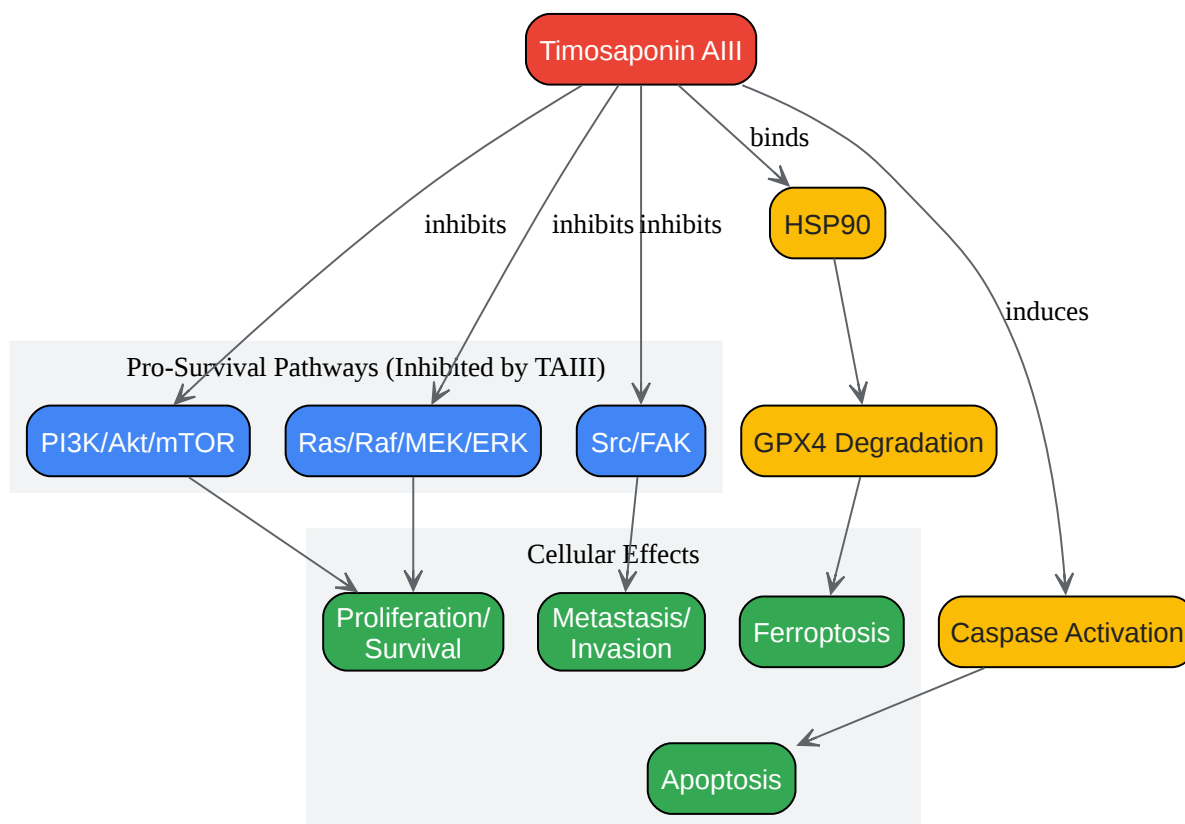 Timosaponin AIII
binds
HSP90
inhibits
inhibits
inhibits
induces
Pro-Survival Pathways (Inhibited by TAIII)
PI3K/Akt/mTOR
Ras/Raf/MEK/ERK
Src/FAK
GPX4 Degradation
Cellular Effects
Proliferation/
Survival
Metastasis/
Invasion
Ferroptosis
Caspase Activation
Apoptosis